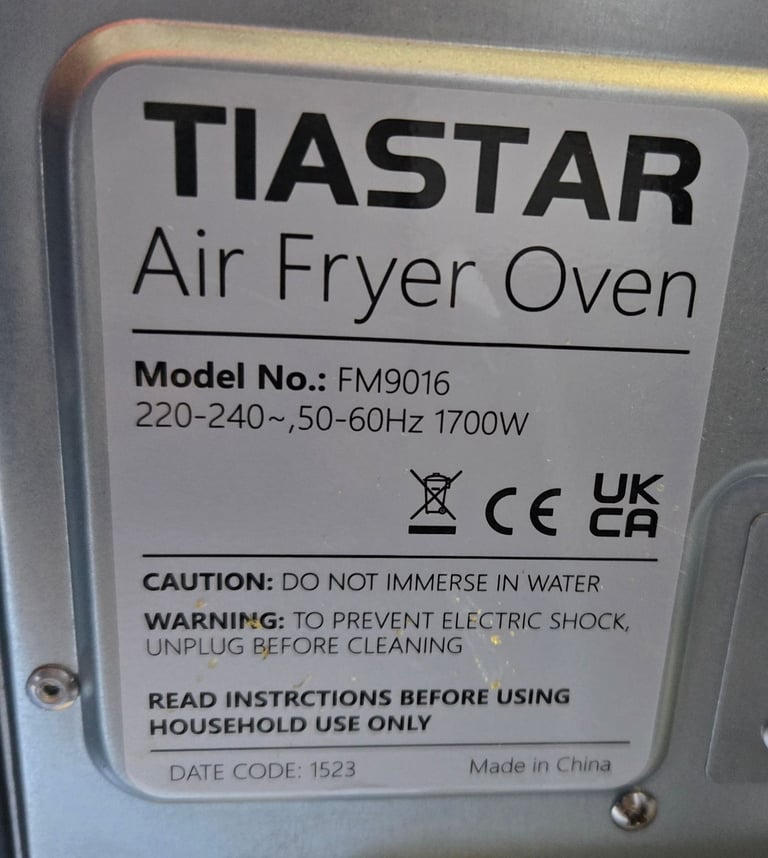 TIASTAR
Air Fryer Oven
Model No.: FM9016
220-240~,50-60Hz 1700W
CE UK
CA
CAUTION: DO NOT IMMERSE IN WATER
WARNING: TO PREVENT ELECTRIC SHOCK,
UNPLUG BEFORE CLEANING
READ INSTRCTIONS BEFORE USING
HOUSEHOLD USE ONLY
DATE CODE: 1523 Made in China